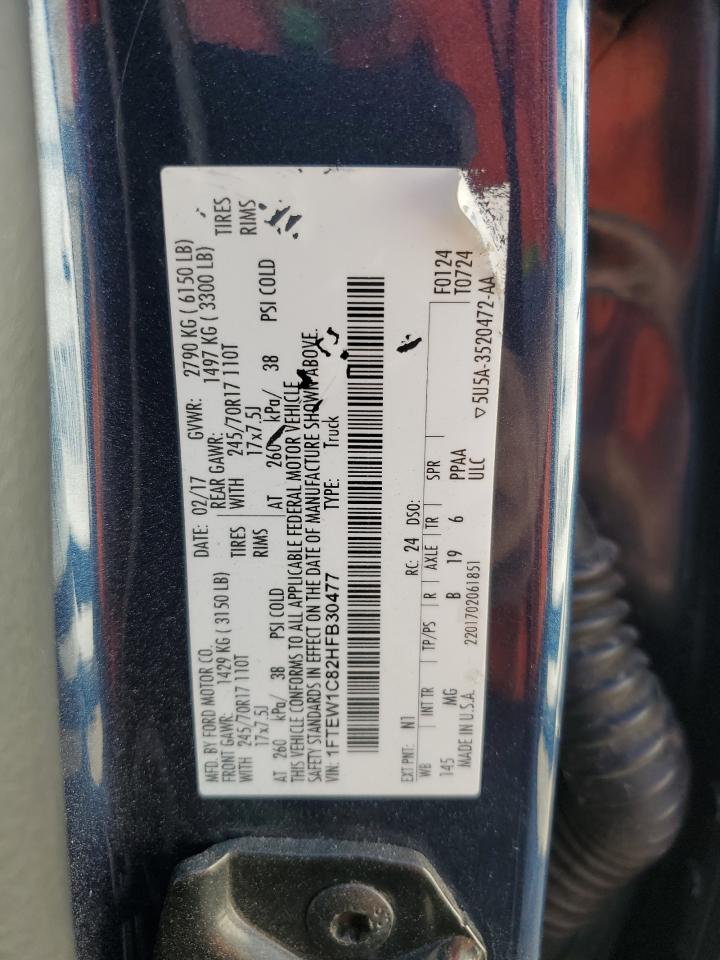 MFD. BY FORD MOTOR CO.
DATE: 02/17 GVWR: 2790 KG ( 6150 LB)
FRONT GAWR: 1429 KG ( 3150 LB) REAR GAWR: 1497 KG ( 3300 LB)
WITH 245/70R17 110T TIRES WITH 245/70R17 110T TIRES
17x7.5J RIMS 17x7.5J RIMS
AT 260 kPa/ 38 PSI COLD AT 260 kPa/ 38 PSI COLD
THIS VEHICLE CONFORMS TO ALL APPLICABLE FEDERAL MOTOR VEHICLE
SAFETY STANDARDS IN EFFECT ON THE DATE OF MANUFACTURE SHOWN ABOVE.
VIN: 1FTEW1C82HFB30477 TYPE: Truck
F0124
T0724
EXT PNT: N1 RC: 24 DSO:
WB INT TR TP/PS R AXLE TR SPR
145 MG B 19 6 PPAA
MADE IN U.S.A. 2201702061851 ULC
▽5U5A-3520472-AA